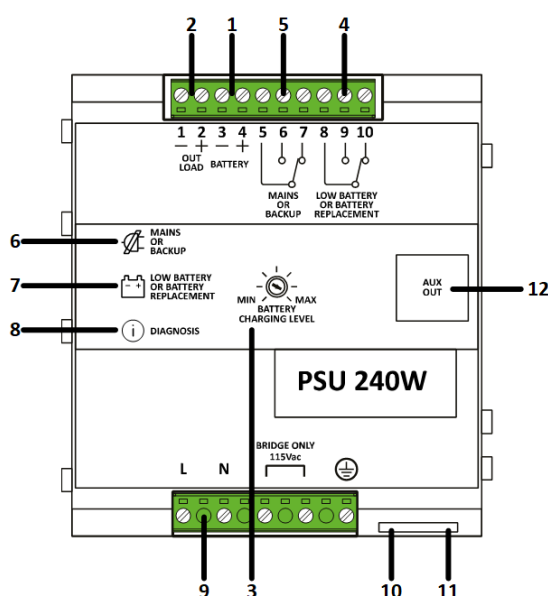 2 1 5 4
1 2 3 4 5 6 7 8 9 10
− + − +
OUT LOAD
BATTERY
MAINS
OR
BACKUP
LOW BATTERY
OR BATTERY
REPLACEMENT
6
MAINS
OR
BACKUP
7
- +
LOW BATTERY
OR BATTERY
REPLACEMENT
8
i
DIAGNOSIS
MIN MAX
BATTERY
CHARGING LEVEL
AUX
OUT
12
PSU 240W
BRIDGE ONLY
115Vac
L N
9 3 10 11